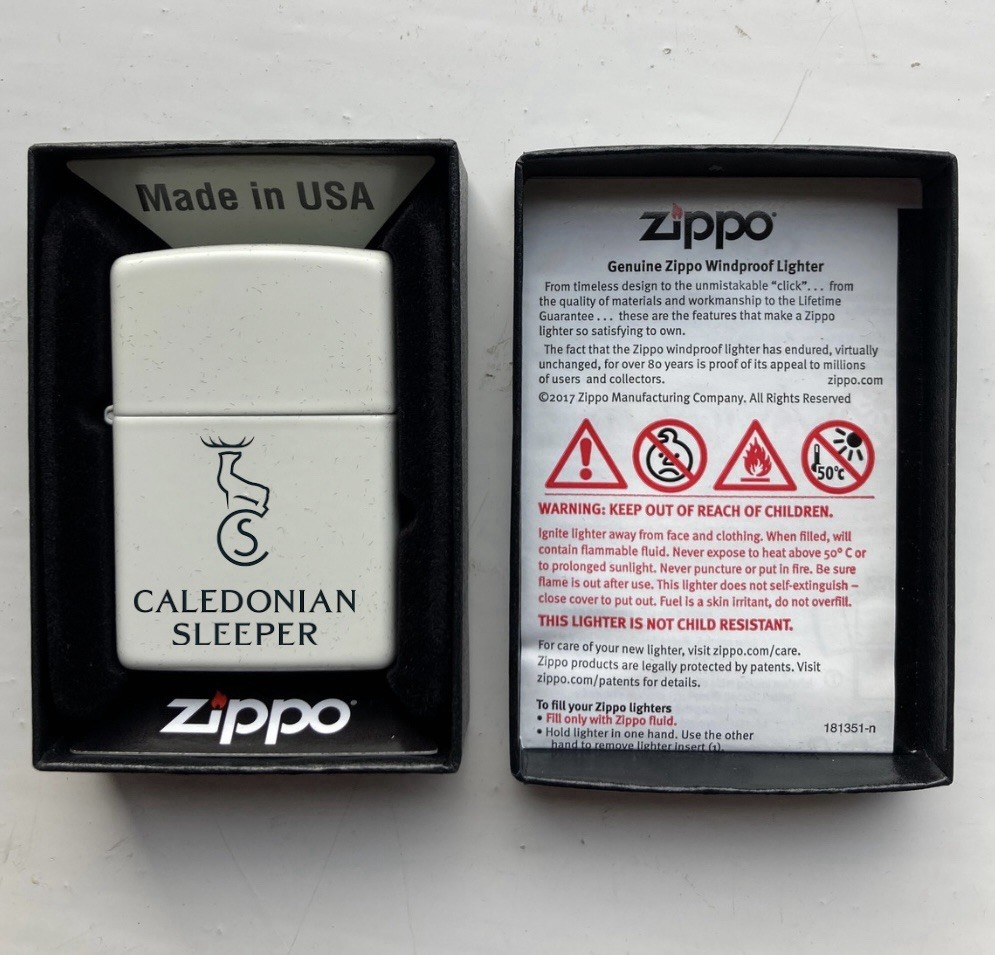 Made in USA
CS
CALEDONIAN
SLEEPER
zippo
zippo
Genuine Zippo Windproof Lighter
From timeless design to the unmistakable “click”. . . from
the quality of materials and workmanship to the Lifetime
Guarantee . . . these are the features that make a Zippo
lighter so satisfying to own.
The fact that the Zippo windproof lighter has endured, virtually
unchanged, for over 80 years is proof of its appeal to millions
of users and collectors. zippo.com
©2017 Zippo Manufacturing Company. All Rights Reserved
50°C
WARNING: KEEP OUT OF REACH OF CHILDREN.
Ignite lighter away from face and clothing. When filled, will
contain flammable fluid. Never expose to heat above 50° C or
to prolonged sunlight. Never puncture or put in fire. Be sure
flame is out after use. This lighter does not self-extinguish –
close cover to put out. Fuel is a skin irritant, do not overfill.
THIS LIGHTER IS NOT CHILD RESISTANT.
For care of your new lighter, visit zippo.com/care.
Zippo products are legally protected by patents. Visit
zippo.com/patents for details.
To fill your Zippo lighters
• Fill only with Zippo fluid.
• Hold lighter in one hand. Use the other
hand to remove lighter insert (1).
181351-n